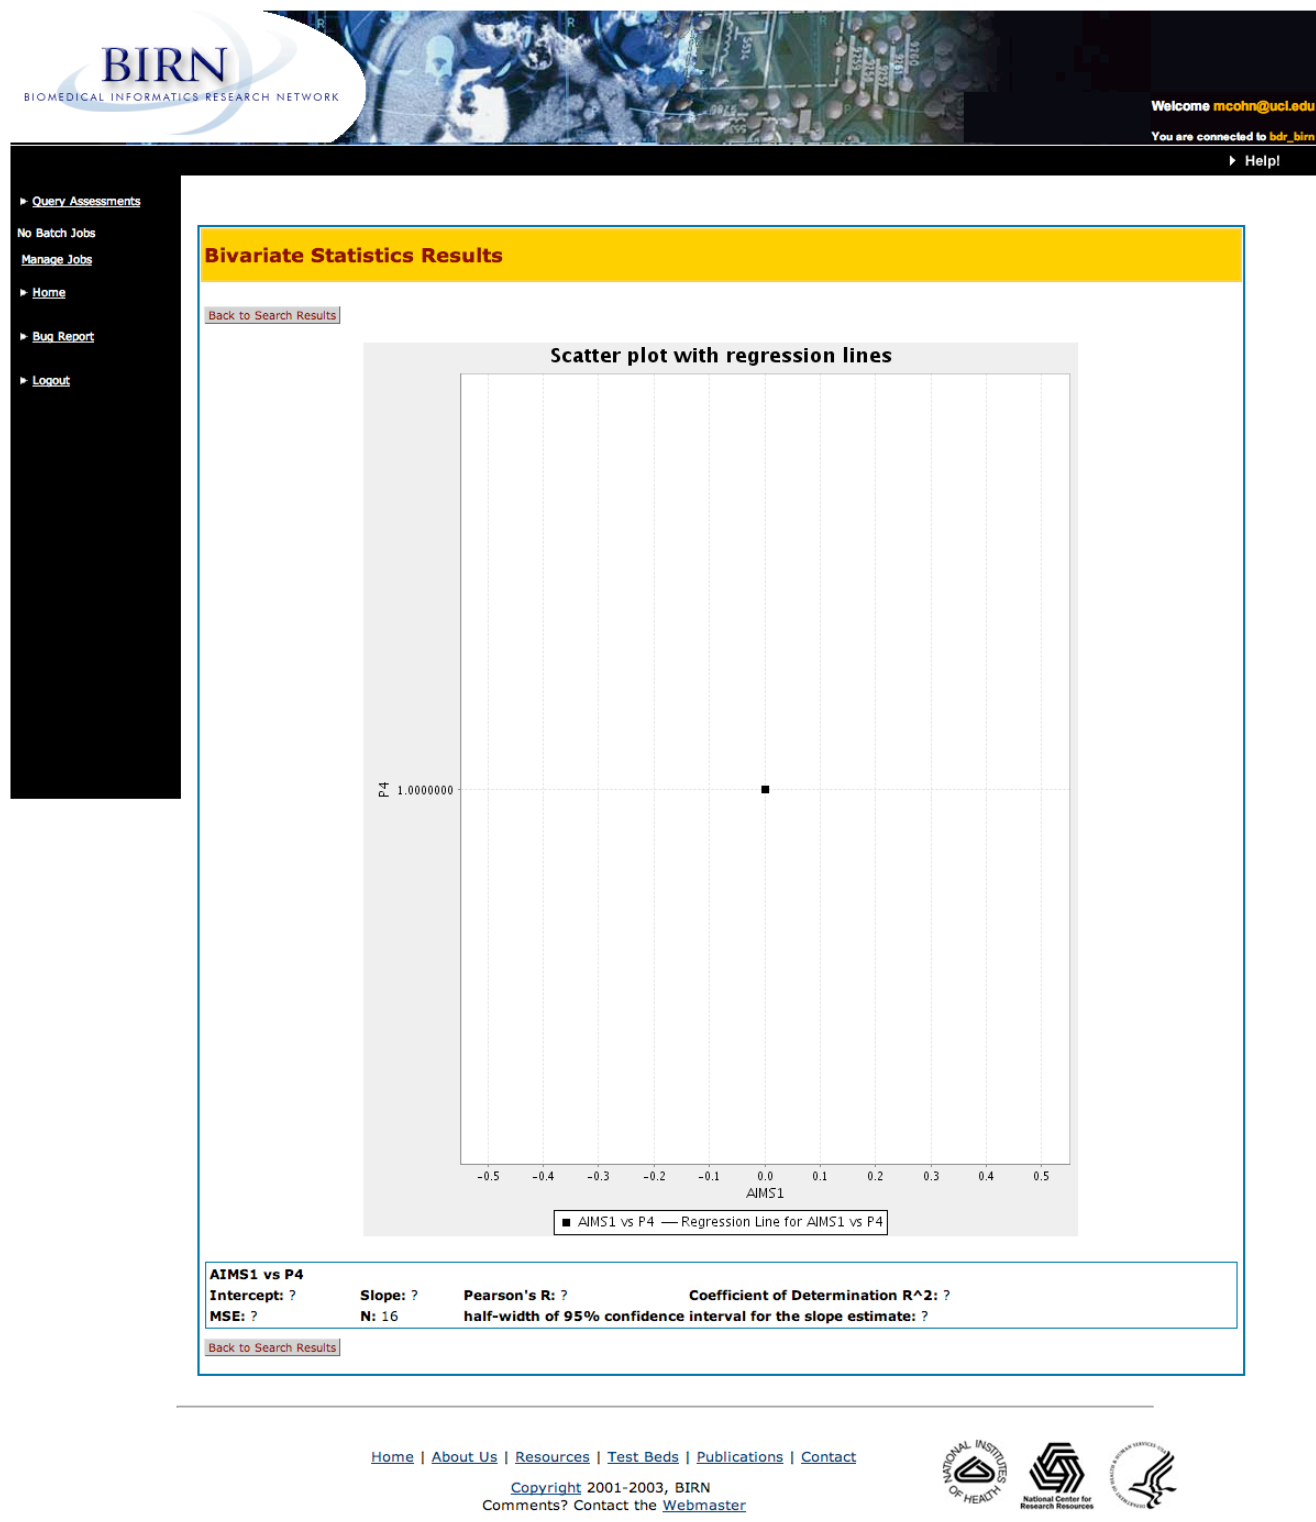 BIRN
BIOMEDICAL INFORMATICS RESEARCH NETWORK
Welcome mcohn@uci.edu
You are connected to bdr_birn
Help!
Query Assessments
No Batch Jobs
Manage Jobs
Home
Bug Report
Logout
Bivariate Statistics Results
Back to Search Results
Scatter plot with regression lines
P4
1.0000000
-0.5 -0.4 -0.3 -0.2 -0.1 0.0 0.1 0.2 0.3 0.4 0.5
AIMS1
AIMS1 vs P4 — Regression Line for AIMS1 vs P4
AIMS1 vs P4
Intercept: ? Slope: ? Pearson's R: ? Coefficient of Determination R^2: ?
MSE: ? N: 16 half-width of 95% confidence interval for the slope estimate: ?
Back to Search Results
Home | About Us | Resources | Test Beds | Publications | Contact
Copyright 2001-2003, BIRN
Comments? Contact the Webmaster
NATIONAL INSTITUTES OF HEALTH
National Center for
Research Resources